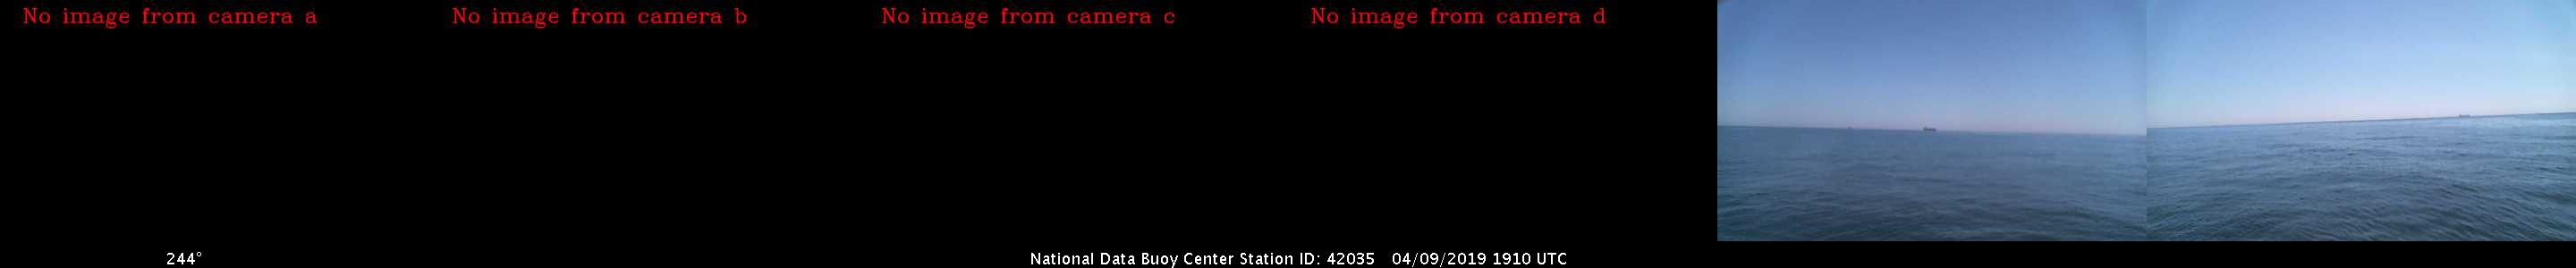 No image from camera a
No image from camera b
No image from camera c
No image from camera d
244°
National Data Buoy Center Station ID: 42035 04/09/2019 1910 UTC